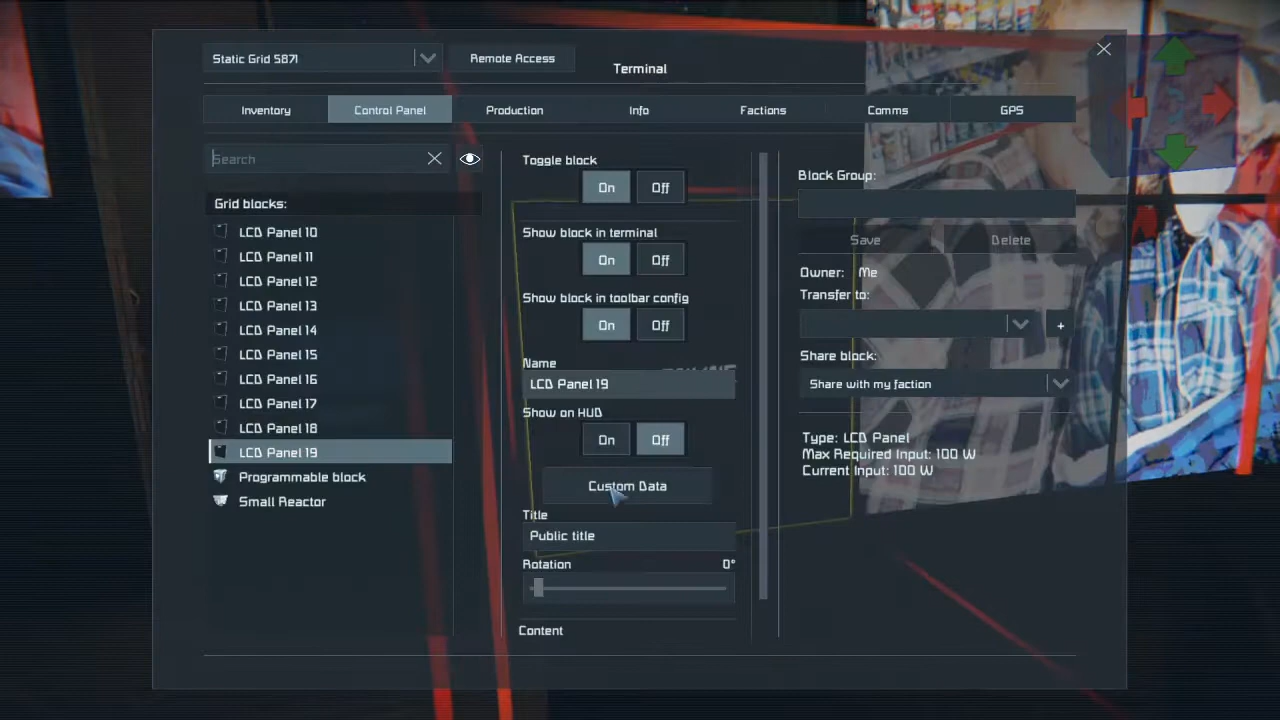 Static Grid 5871
Remote Access
Terminal
Inventory
Control Panel
Production
Info
Factions
Comms
GPS
Search
Grid blocks:
LCD Panel 10
LCD Panel 11
LCD Panel 12
LCD Panel 13
LCD Panel 14
LCD Panel 15
LCD Panel 16
LCD Panel 17
LCD Panel 18
LCD Panel 19
Programmable block
Small Reactor
Toggle block
On Off
Show block in terminal
On Off
Show block in toolbar config
On Off
Name
LCD Panel 19
Show on HUD
On Off
Custom Data
Title
Public title
Rotation 0°
Content
Block Group:
Save Delete
Owner: Me
Transfer to:
+
Share block:
Share with my faction
Type: LCD Panel
Max Required Input: 100 W
Current Input: 100 W